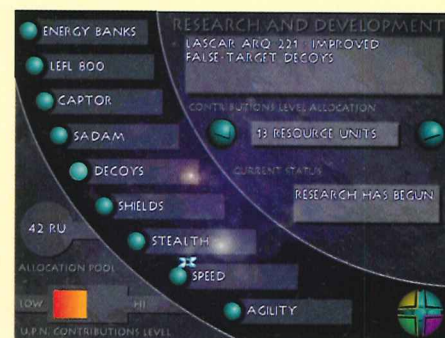 ENERGY BANKS
LEFL 800
CAPTOR
SADAM
DECOYS
SHIELDS
STEALTH
SPEED
AGILITY
RESEARCH AND DEVELOPMENT
LASCAR ARQ 221 IMPROVED
FALSE-TARGET DECOYS
CONTRIBUTIONS LEVEL ALLOCATION
13 RESOURCE UNITS
CURRENT STATUS
RESEARCH HAS BEGUN
42 RU
ALLOCATION POOL
LOW HI
U.P.N. CONTRIBUTIONS LEVEL